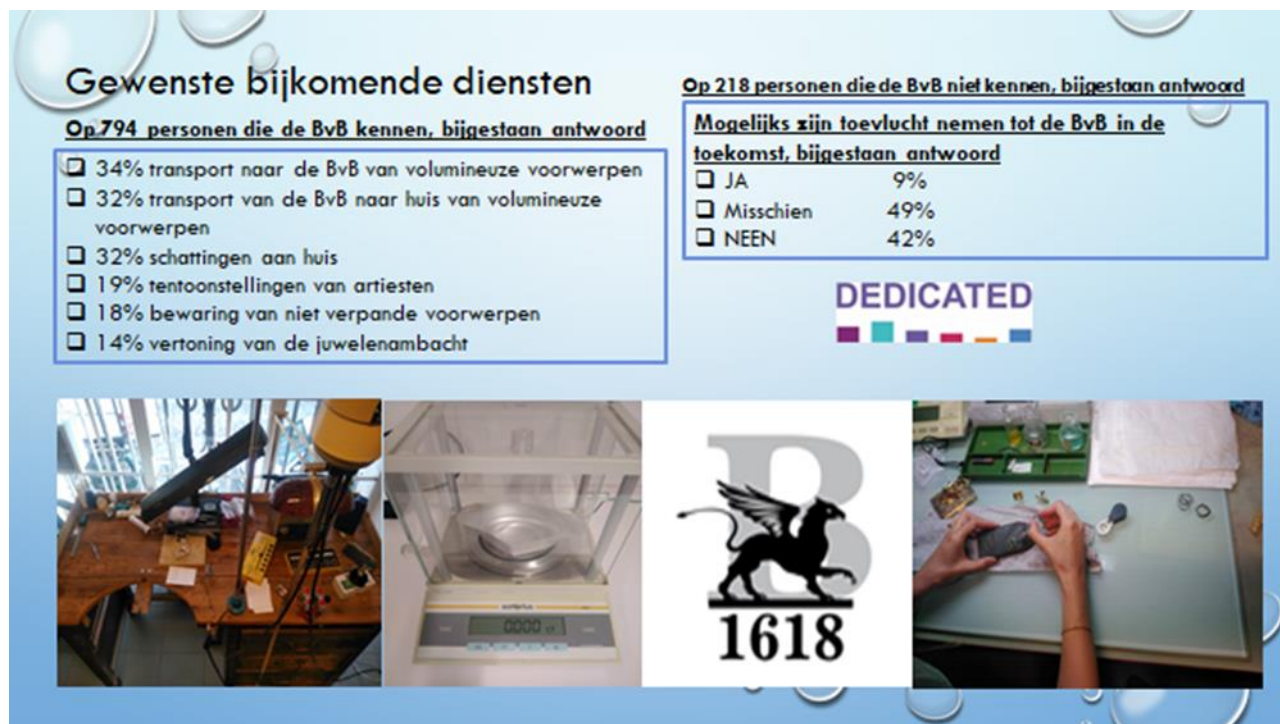 Gewenste bijkomende diensten
Op 794 personen die de BvB kennen, bijgestaan antwoord
34% transport naar de BvB van volumineuze voorwerpen
32% transport van de BvB naar huis van volumineuze
voorwerpen
32% schattingen aan huis
19% tentoonstellingen van artiesten
18% bewaring van niet verpande voorwerpen
14% vertoning van de juwelenambacht
Op 218 personen die de BvB niet kennen, bijgestaan antwoord
Mogelijks zijn toevlucht nemen tot de BvB in de
toekomst, bijgestaan antwoord
JA 9%
Misschien 49%
NEEN 42%
DEDICATED
B
1618